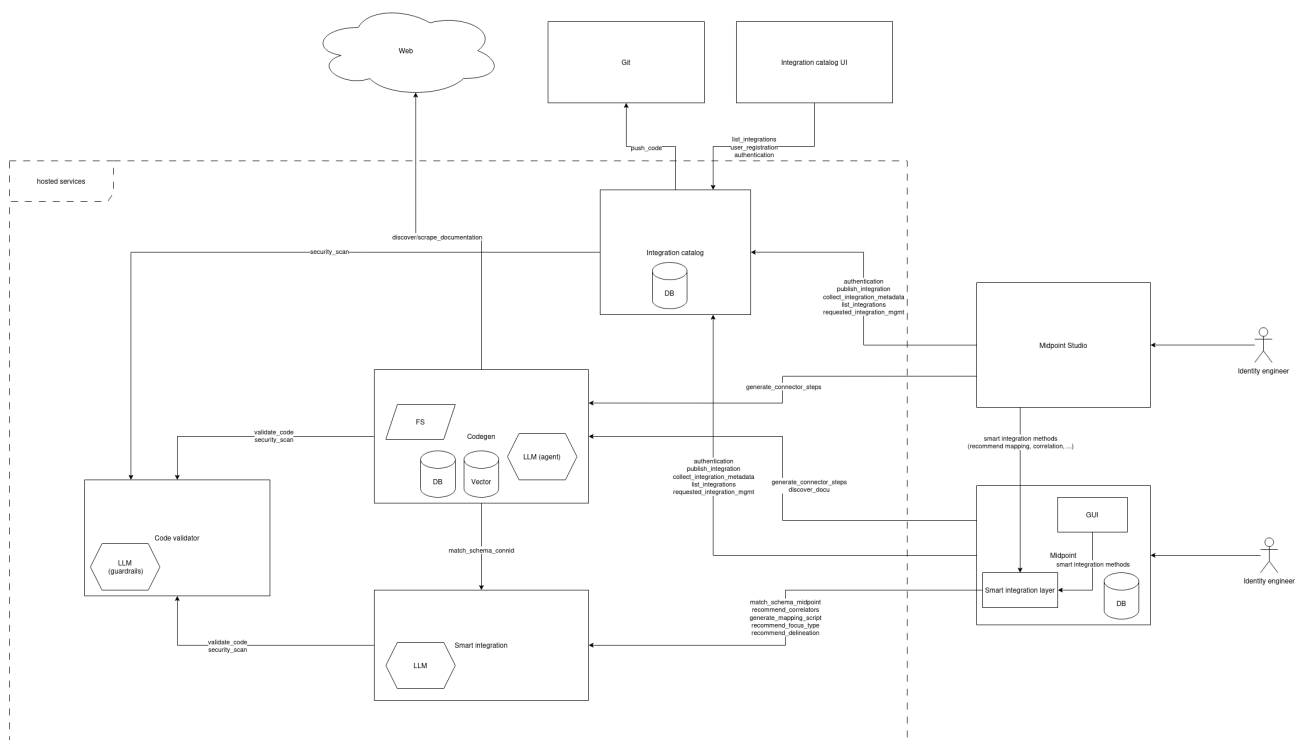 Web
Git
Integration catalog UI
list_integrations
user_registration
authentication
push_code
hosted services
discover/scrape_documentation
security_scan
Integration catalog
DB
authentication
publish_integration
collect_integration_metadata
list_integrations
requested_integration_mgmt
Midpoint Studio
Identity engineer
generate_connector_steps
FS
Codegen
LLM (agent)
DB
Vector
validate_code
security_scan
smart integration methods
(recommend mapping, correlation, ...)
authentication
publish_integration
collect_integration_metadata
list_integrations
requested_integration_mgmt
generate_connector_steps
discover_docu
GUI
Code validator
LLM
(guardrails)
match_schema_connid
Midpoint
smart integration methods
Smart integration layer
DB
Identity engineer
match_schema_midpoint
recommend_correlators
generate_mapping_script
recommend_focus_type
recommend_delineation
validate_code
security_scan
Smart integration
LLM